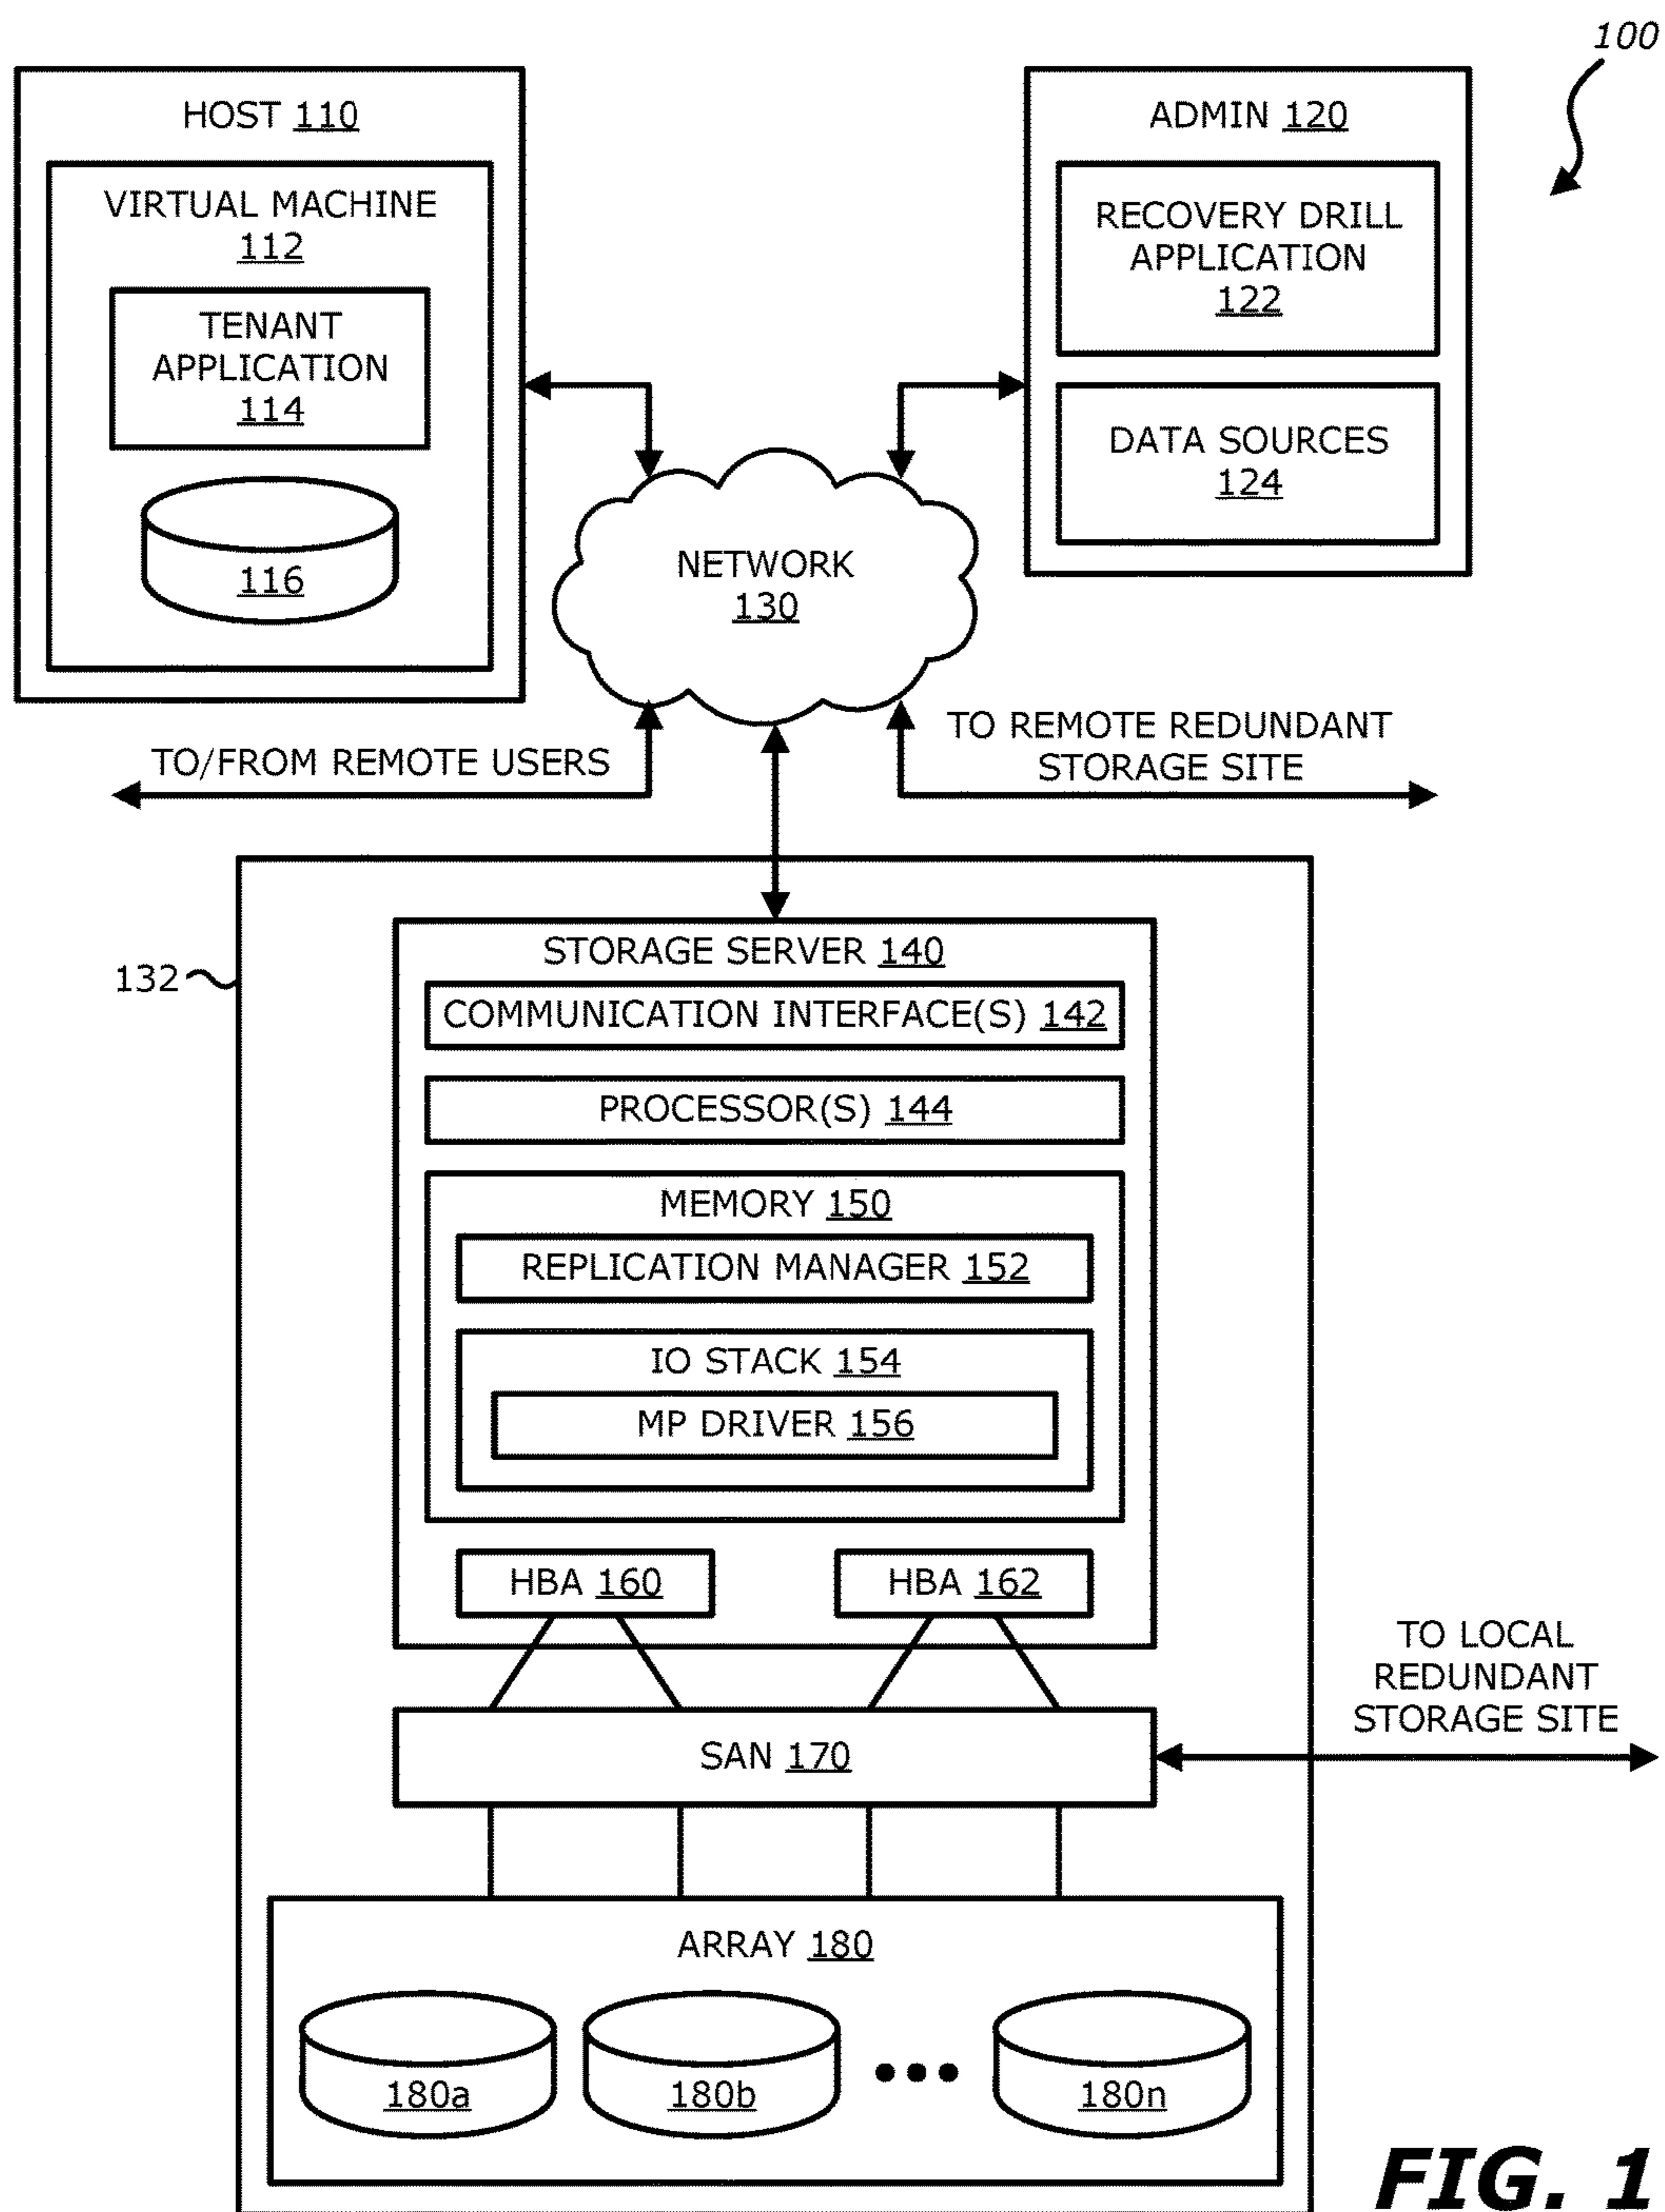 100
HOST 110
VIRTUAL MACHINE
112
TENANT
APPLICATION
114
116
ADMIN 120
RECOVERY DRILL
APPLICATION
122
DATA SOURCES
124
NETWORK
130
TO/FROM REMOTE USERS
TO REMOTE REDUNDANT
STORAGE SITE
132
STORAGE SERVER 140
COMMUNICATION INTERFACE(S) 142
PROCESSOR(S) 144
MEMORY 150
REPLICATION MANAGER 152
IO STACK 154
MP DRIVER 156
HBA 160
HBA 162
TO LOCAL
REDUNDANT
STORAGE SITE
SAN 170
ARRAY 180
180a
180b
180n
FIG. 1